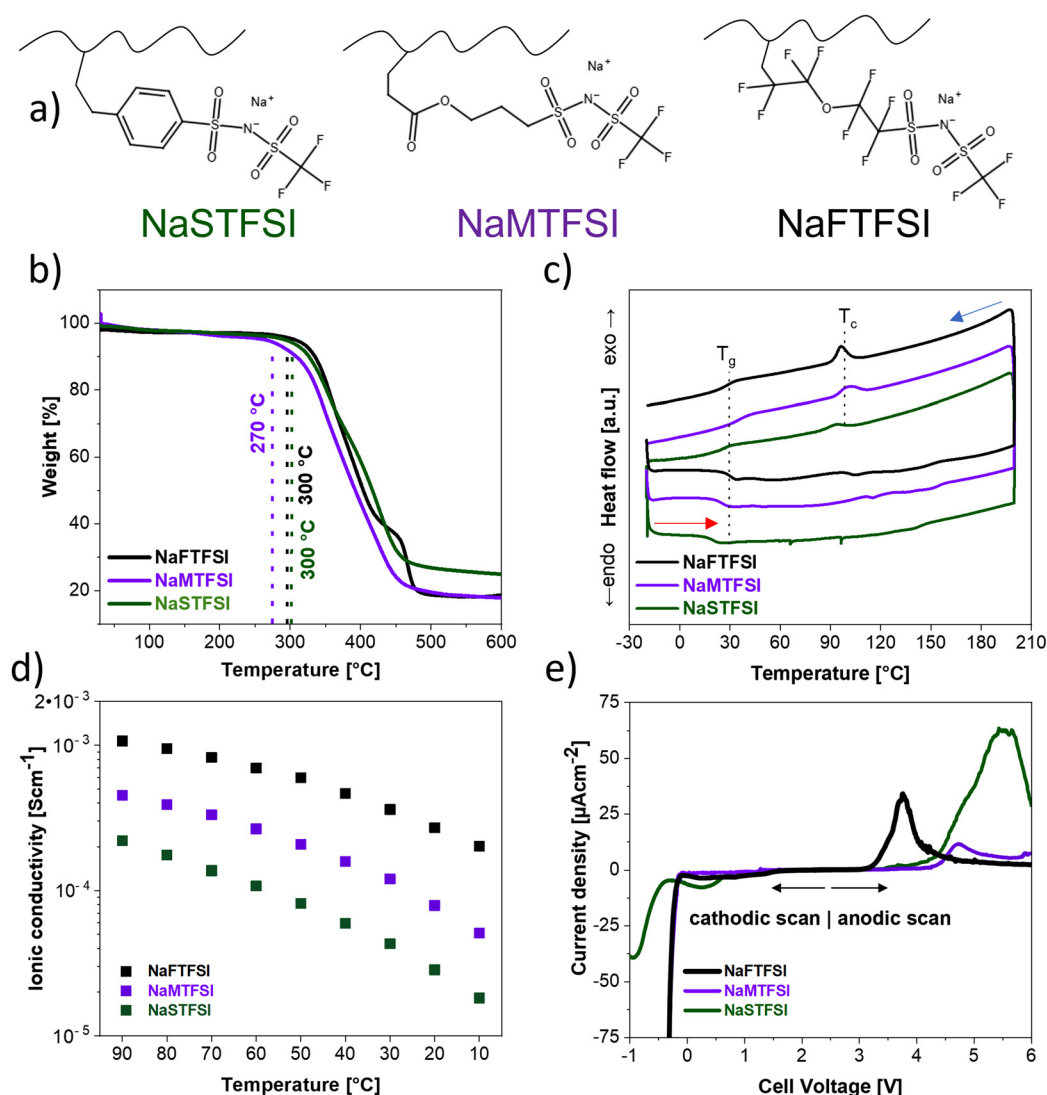 a)
Na⁺
O
S
O
N⁻
O
S
O
F
F
F
NaSTFSI
O
O
Na⁺
O
S
O
N⁻
O
S
O
F
F
F
NaMTFSI
F
F
F
F
O
F
F
F
F
Na⁺
O
S
O
N⁻
S
O
O
F
F
F
NaFTFSI
b)
Weight [%]
100
80
60
40
20
270 °C
300 °C
300 °C
NaFTFSI
NaMTFSI
NaSTFSI
100
200
300
400
500
600
Temperature [°C]
c)
←endo Heat flow [a.u.] exo→
Tg
Tc
NaFTFSI
NaMTFSI
NaSTFSI
-30
0
30
60
90
120
150
180
210
Temperature [°C]
d)
Ionic conductivity [Scm⁻¹]
2•10⁻³
10⁻³
10⁻⁴
10⁻⁵
NaFTFSI
NaMTFSI
NaSTFSI
90
80
70
60
50
40
30
20
10
Temperature [°C]
e)
Current density [µAcm⁻²]
75
50
25
0
-25
-50
-75
cathodic scan | anodic scan
NaFTFSI
NaMTFSI
NaSTFSI
-1
0
1
2
3
4
5
6
Cell Voltage [V]